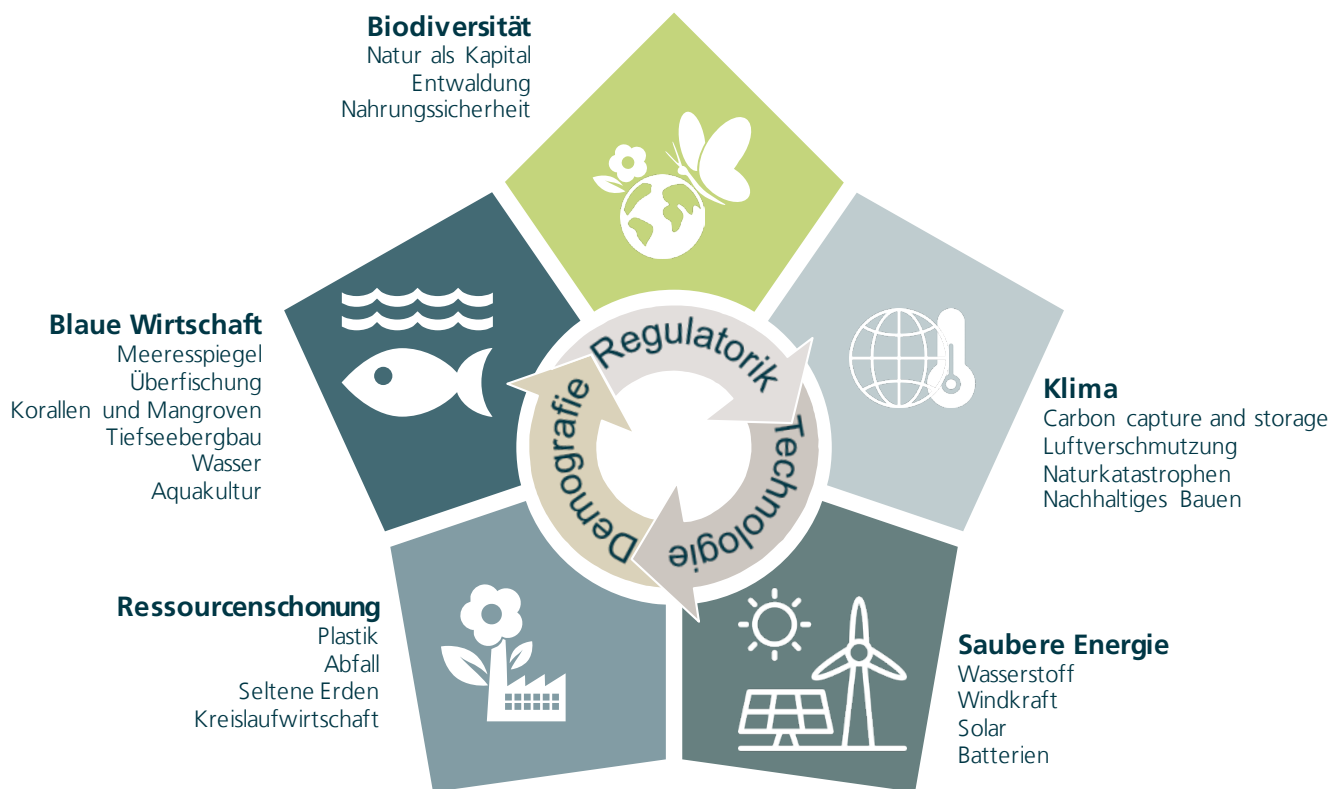 Biodiversität
Natur als Kapital
Entwaldung
Nahrungssicherheit
Blaue Wirtschaft
Meeresspiegel
Überfischung
Korallen und Mangroven
Tiefseebergbau
Wasser
Aquakultur
Regulatorik
Technologie
Demografie
Klima
Carbon capture and storage
Luftverschmutzung
Naturkatastrophen
Nachhaltiges Bauen
Ressourcenschonung
Plastik
Abfall
Seltene Erden
Kreislaufwirtschaft
Saubere Energie
Wasserstoff
Windkraft
Solar
Batterien